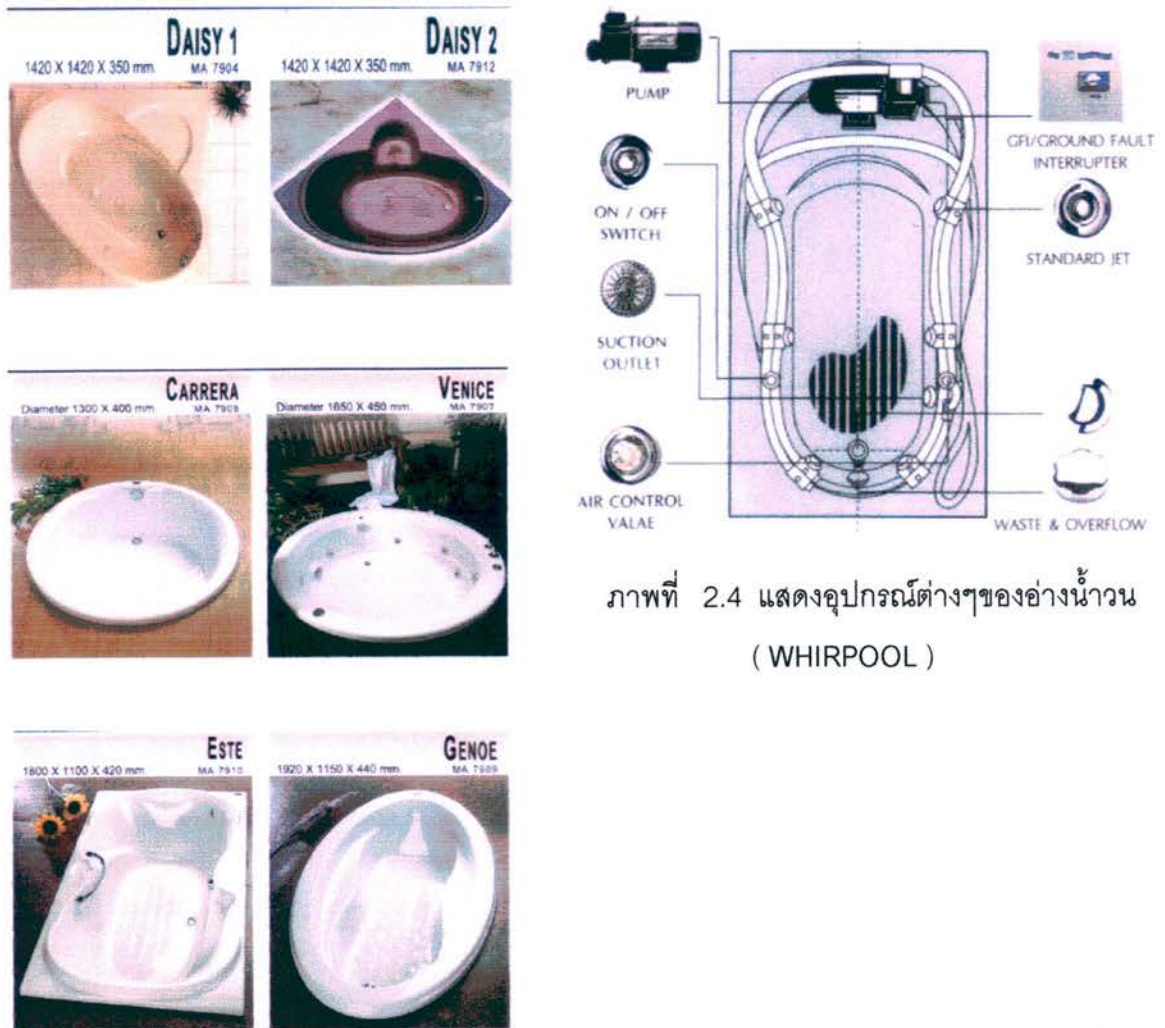 DAISY 1
1420 X 1420 X 350 mm. MA 7904
DAISY 2
1420 X 1420 X 350 mm. MA 7912
CARRERA
Diameter 1300 X 400 mm. MA 7908
VENICE
Diameter 1650 X 450 mm. MA 7907
ESTE
1800 X 1100 X 420 mm. MA 7910
GENOE
1920 X 1150 X 440 mm. MA 7909
PUMP
ON / OFF
SWITCH
SUCTION
OUTLET
AIR CONTROL
VALAE
GFI/GROUND FAULT
INTERRUPTER
STANDARD JET
WASTE & OVERFLOW
ภาพที่ 2.4 แสดงอุปกรณ์ต่างๆของอ่างน้ำวน
( WHIRPOOL )